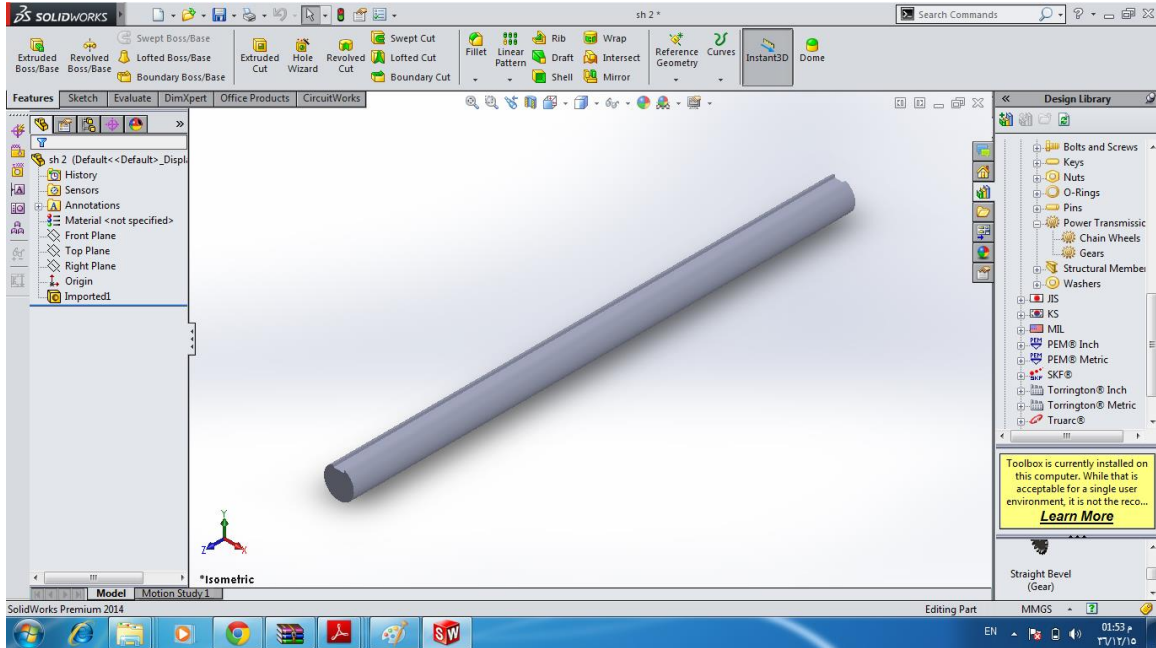 SOLIDWORKS
sh 2 *
Search Commands
Extruded Boss/Base
Revolved Boss/Base
Swept Boss/Base
Lofted Boss/Base
Boundary Boss/Base
Extruded Cut
Hole Wizard
Revolved Cut
Swept Cut
Lofted Cut
Boundary Cut
Fillet
Linear Pattern
Rib
Draft
Shell
Wrap
Intersect
Mirror
Reference Geometry
Curves
Instant3D
Dome
Features
Sketch
Evaluate
DimXpert
Office Products
CircuitWorks
sh 2 (Default<<Default>_Displa
History
Sensors
Annotations
Material <not specified>
Front Plane
Top Plane
Right Plane
Origin
Imported1
Y
Z
X
*Isometric
Design Library
Bolts and Screws
Keys
Nuts
O-Rings
Pins
Power Transmissic
Chain Wheels
Gears
Structural Member
Washers
JIS
KS
MIL
PEM® Inch
PEM® Metric
SKF®
Torrington® Inch
Torrington® Metric
Truarc®
Toolbox is currently installed on
this computer. While that is
acceptable for a single user
environment, it is not the reco...
Learn More
Straight Bevel
(Gear)
Model
Motion Study 1
SolidWorks Premium 2014
Editing Part
MMGS
EN
01:53 م
٣٦/١٢/١٥